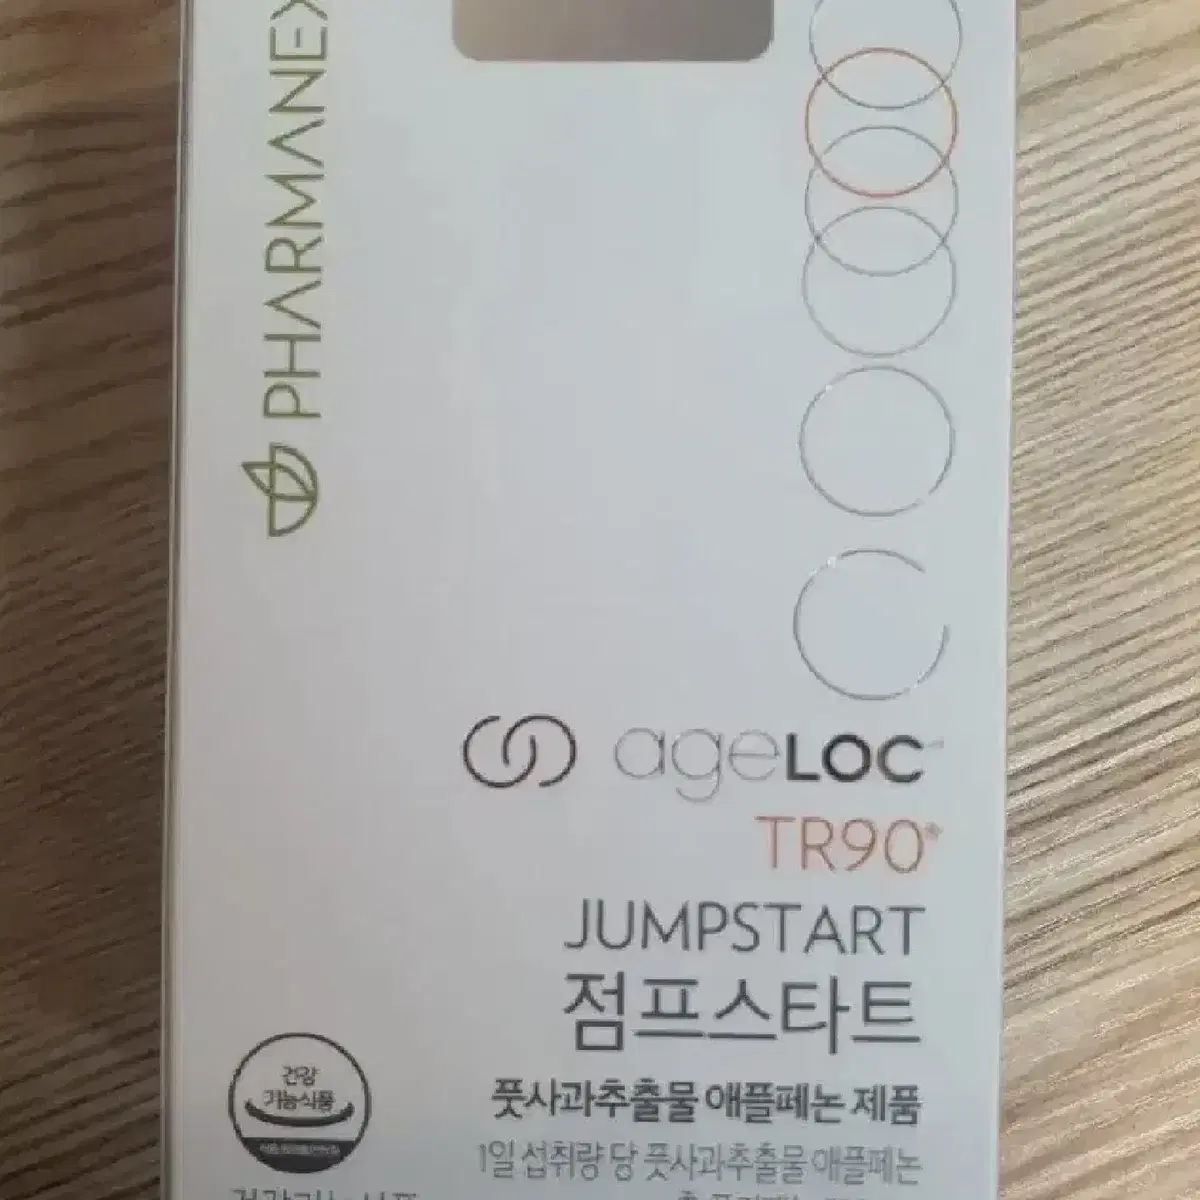 PHARMANEX
ageLOC
TR90®
JUMPSTART
점프스타트
풋사과추출물 애플페논 제품
1일 섭취량 당 풋사과추출물 애플페논
건강
기능식품